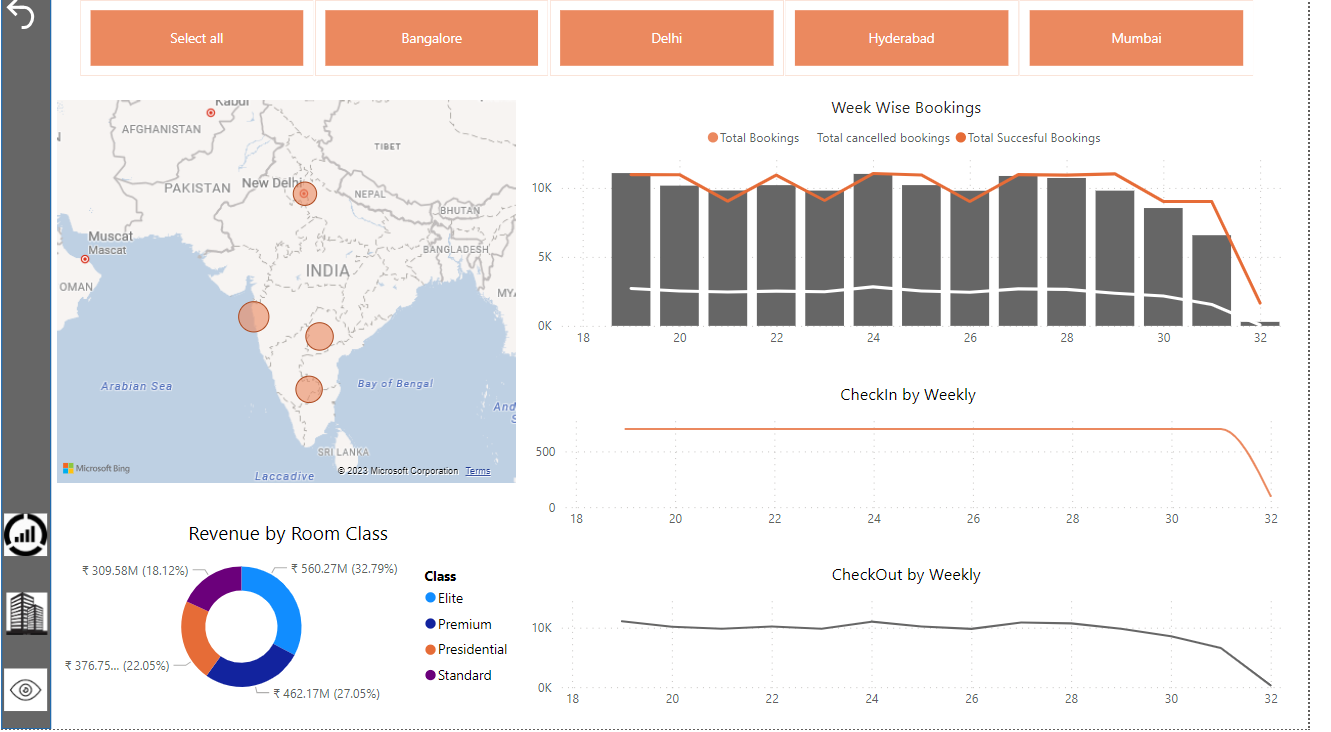 Select all
Bangalore
Delhi
Hyderabad
Mumbai
Kabul
AFGHANISTAN
TIBET
PAKISTAN
New Delhi
NEPAL
BHUTAN
Muscat
Mascat
BANGLADESH
INDIA
OMAN
MY
Arabian Sea
Bay of Bengal
And
S
SRI LANKA
Microsoft Bing
© 2023 Microsoft Corporation Terms
Laccadive
Revenue by Room Class
₹ 309.58M (18.12%)
₹ 560.27M (32.79%)
₹ 376.75... (22.05%)
₹ 462.17M (27.05%)
Class
Elite
Premium
Presidential
Standard
Week Wise Bookings
Total Bookings Total cancelled bookings Total Succesful Bookings
10K
5K
0K
18 20 22 24 26 28 30 32
CheckIn by Weekly
500
0
18 20 22 24 26 28 30 32
CheckOut by Weekly
10K
0K
18 20 22 24 26 28 30 32